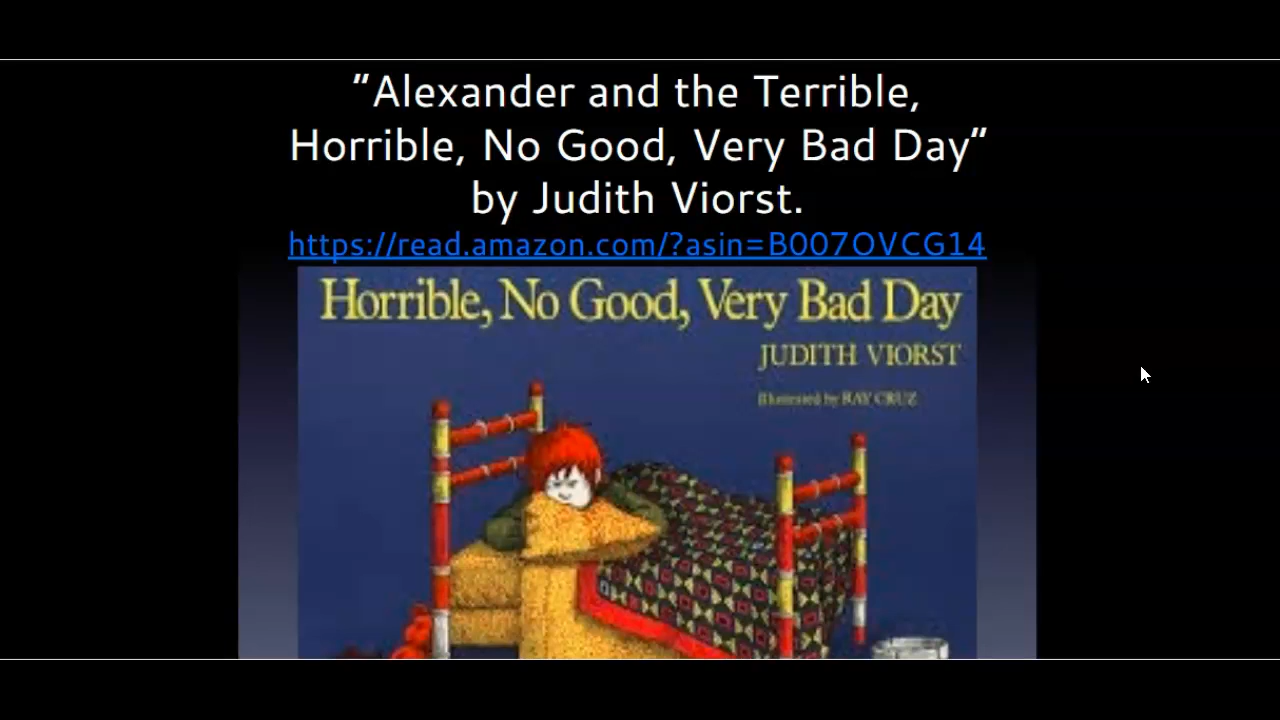 "Alexander and the Terrible,
Horrible, No Good, Very Bad Day"
by Judith Viorst.
https://read.amazon.com/?asin=B007OVCG14
Horrible, No Good, Very Bad Day
JUDITH VIORST
Illustrated by RAY CRUZ